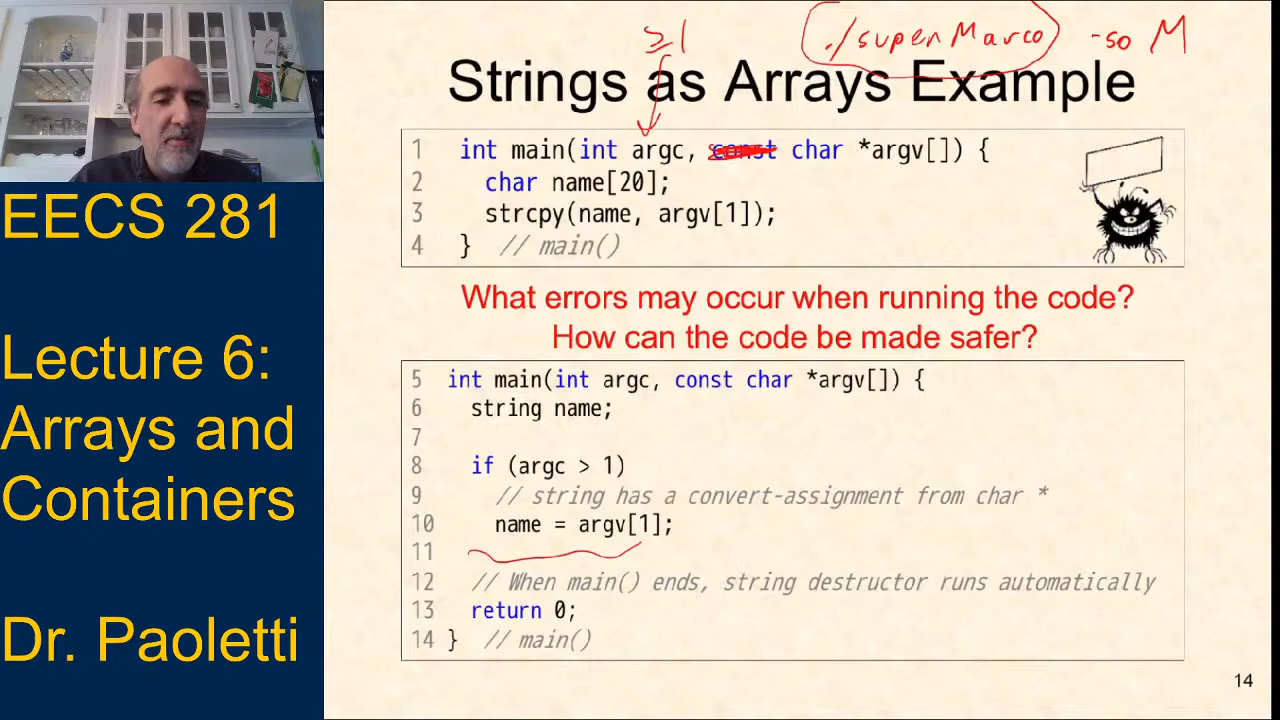 ≥1
./superMarco -so M
Strings as Arrays Example
1 int main(int argc, const char *argv[]) {
2 char name[20];
3 strcpy(name, argv[1]);
4 } // main()
What errors may occur when running the code?
How can the code be made safer?
5 int main(int argc, const char *argv[]) {
6 string name;
7
8 if (argc > 1)
9 // string has a convert-assignment from char *
10 name = argv[1];
11
12 // When main() ends, string destructor runs automatically
13 return 0;
14 } // main()
14
EECS 281
Lecture 6:
Arrays and
Containers
Dr. Paoletti